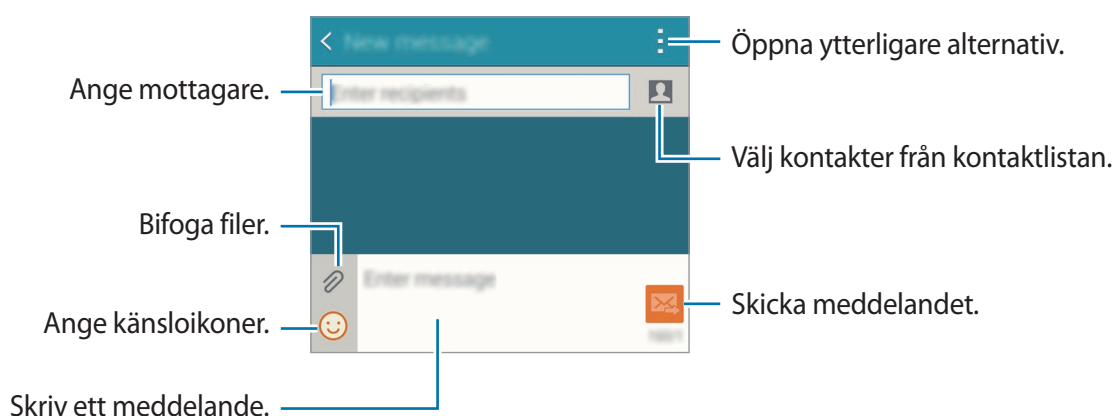 New message
Öppna ytterligare alternativ.
Ange mottagare.
Enter recipients
Välj kontakter från kontaktlistan.
Bifoga filer.
Enter message
Skicka meddelandet.
Ange känsloikoner.
Skriv ett meddelande.